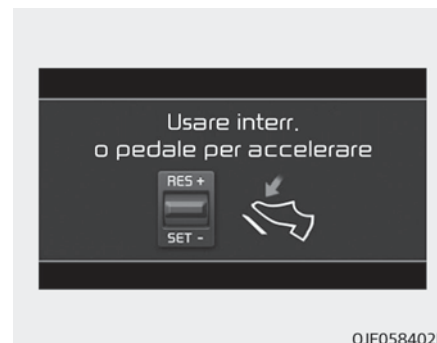 Usare interr.
o pedale per accelerare
RES +
SET -
OJF058402